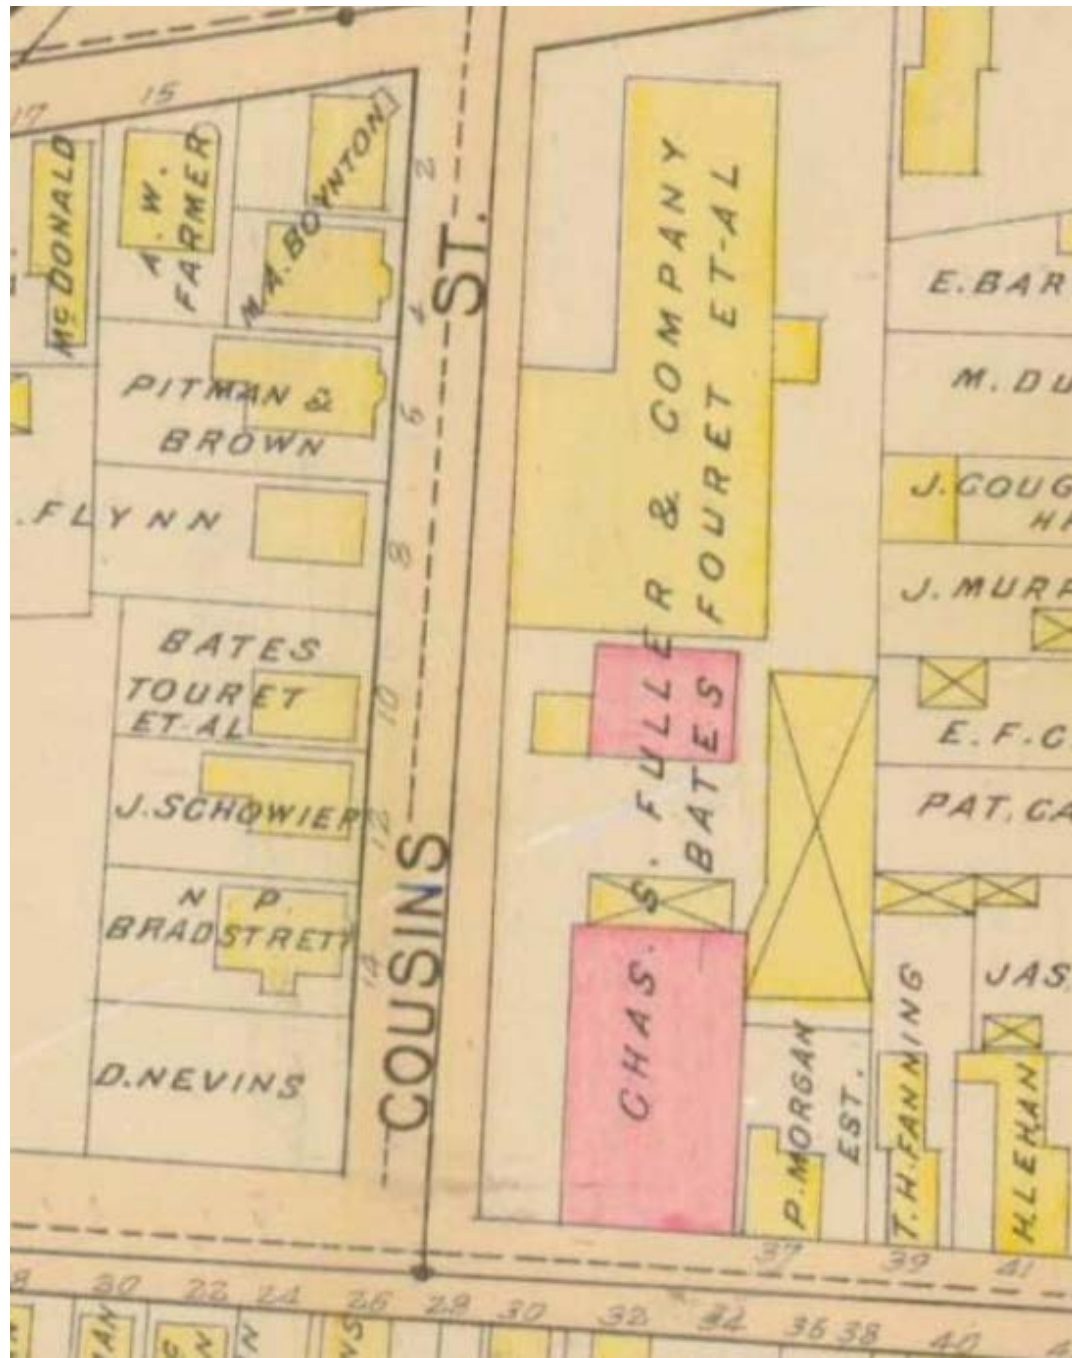 17
15
McDONALD
A. W.
FARMER
M.A. BOYNTON
2
4
PITMAN &
BROWN
6
. FLYNN
8
BATES
TOURET
ET-AL
10
J. SCHOWIER
12
N P.
BRADSTRETT
14
D. NEVINS
COUSINS ST.
CHAS. S. FULLER & COMPANY
BATES FOURET ET-AL
E. BAR
M. DU
J. COUG
J. MURP
E. F. C.
PAT. CA
JAS.
P. MORGAN
EST.
T. H. FANNING
H. LEHAN
37
39
41
8
30
22
24
26
28
30
32
34
36
38
40